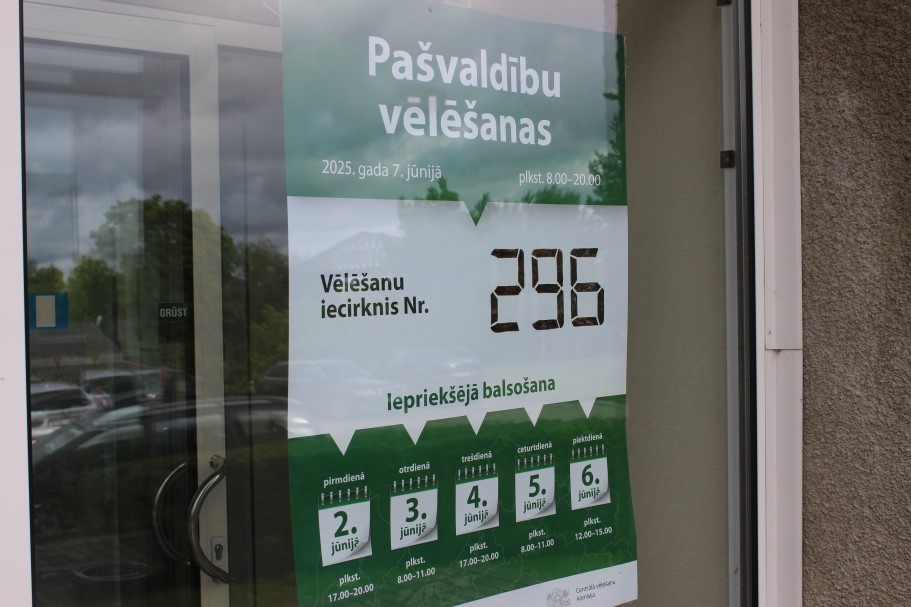 Pašvaldību
vēlēšanas
2025. gada 7. jūnijā
plkst. 8.00–20.00
Vēlēšanu
iecirknis Nr.
296
GRŪST
Iepriekšējā balsošana
pirmdienā
2.
jūnijā
plkst.
17.00–20.00
otrdienā
3.
jūnijā
plkst.
8.00–11.00
trešdienā
4.
jūnijā
plkst.
17.00–20.00
ceturtdienā
5.
jūnijā
plkst.
8.00–11.00
piektdienā
6.
jūnijā
plkst.
12.00–15.00
Centrālā vēlēšanu
komisija